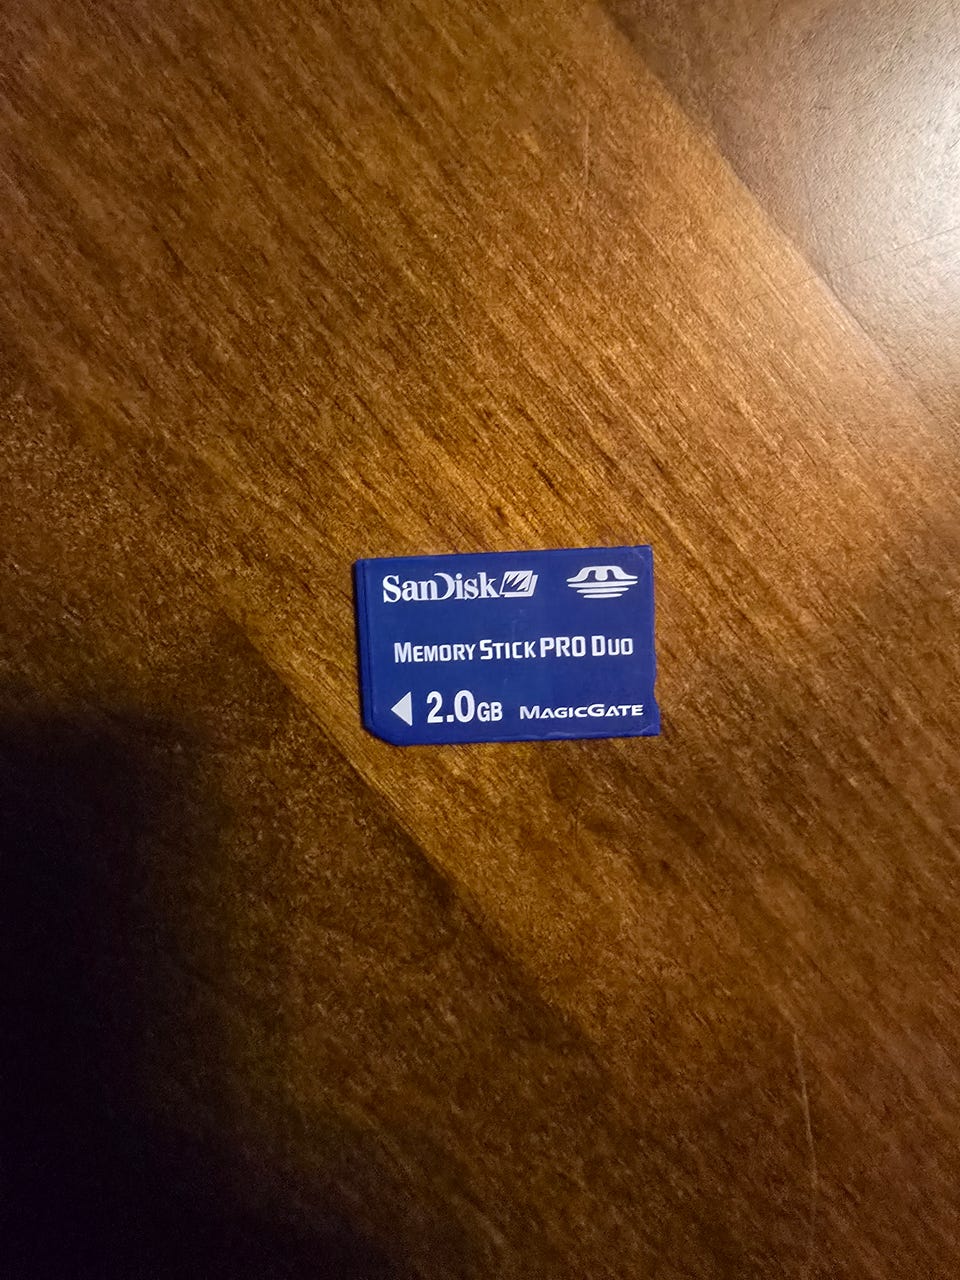 SanDisk
MEMORY STICK PRO DUO
2.0GB MAGICGATE